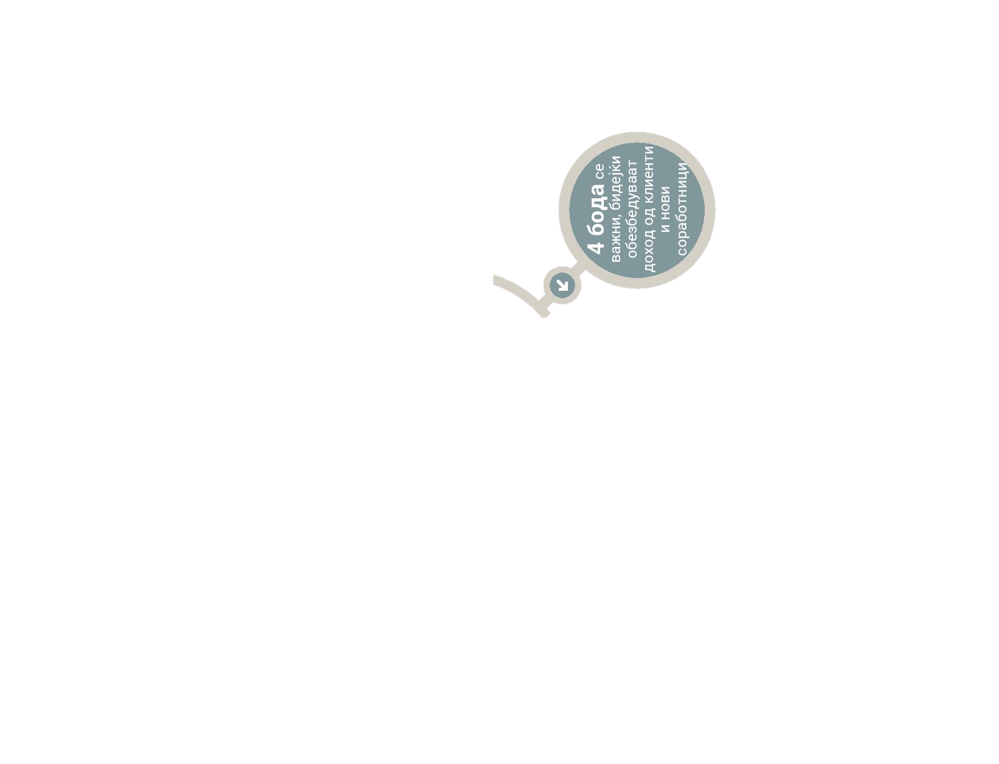 4 бода се
важни, бидејќи
обезбедуваат
доход од клиенти
и нови
соработници